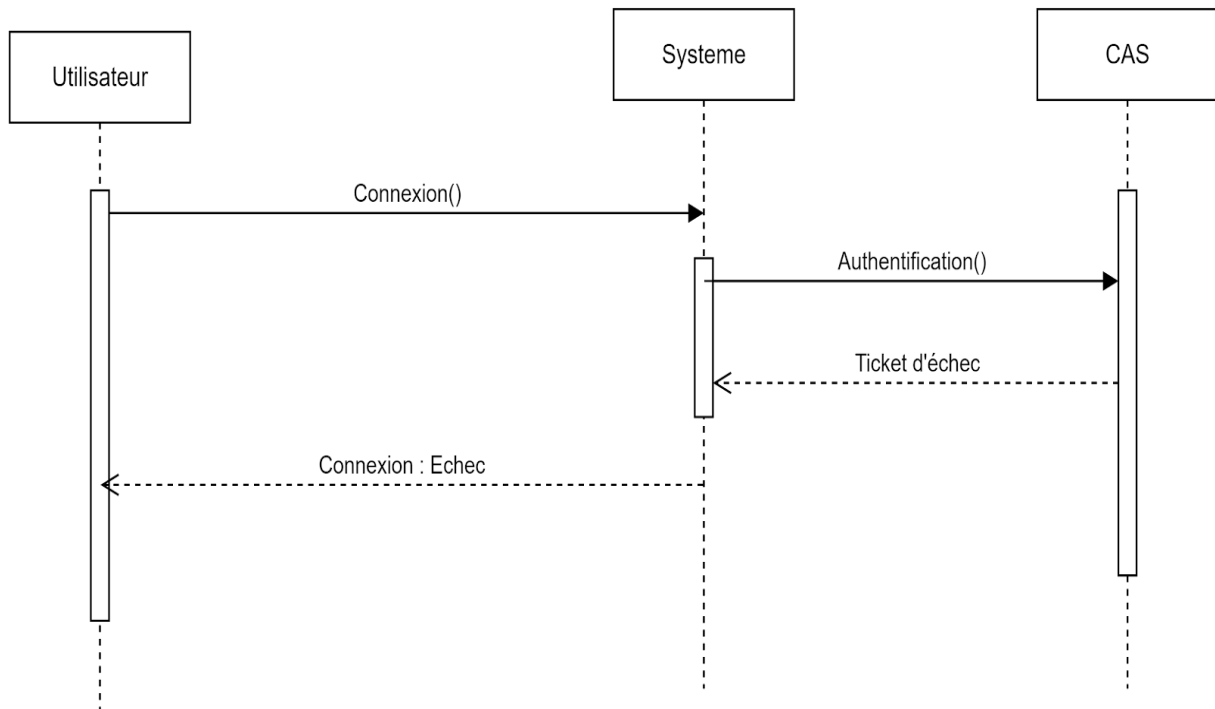 Utilisateur
Systeme
CAS
Connexion()
Authentification()
Ticket d'échec
Connexion : Echec